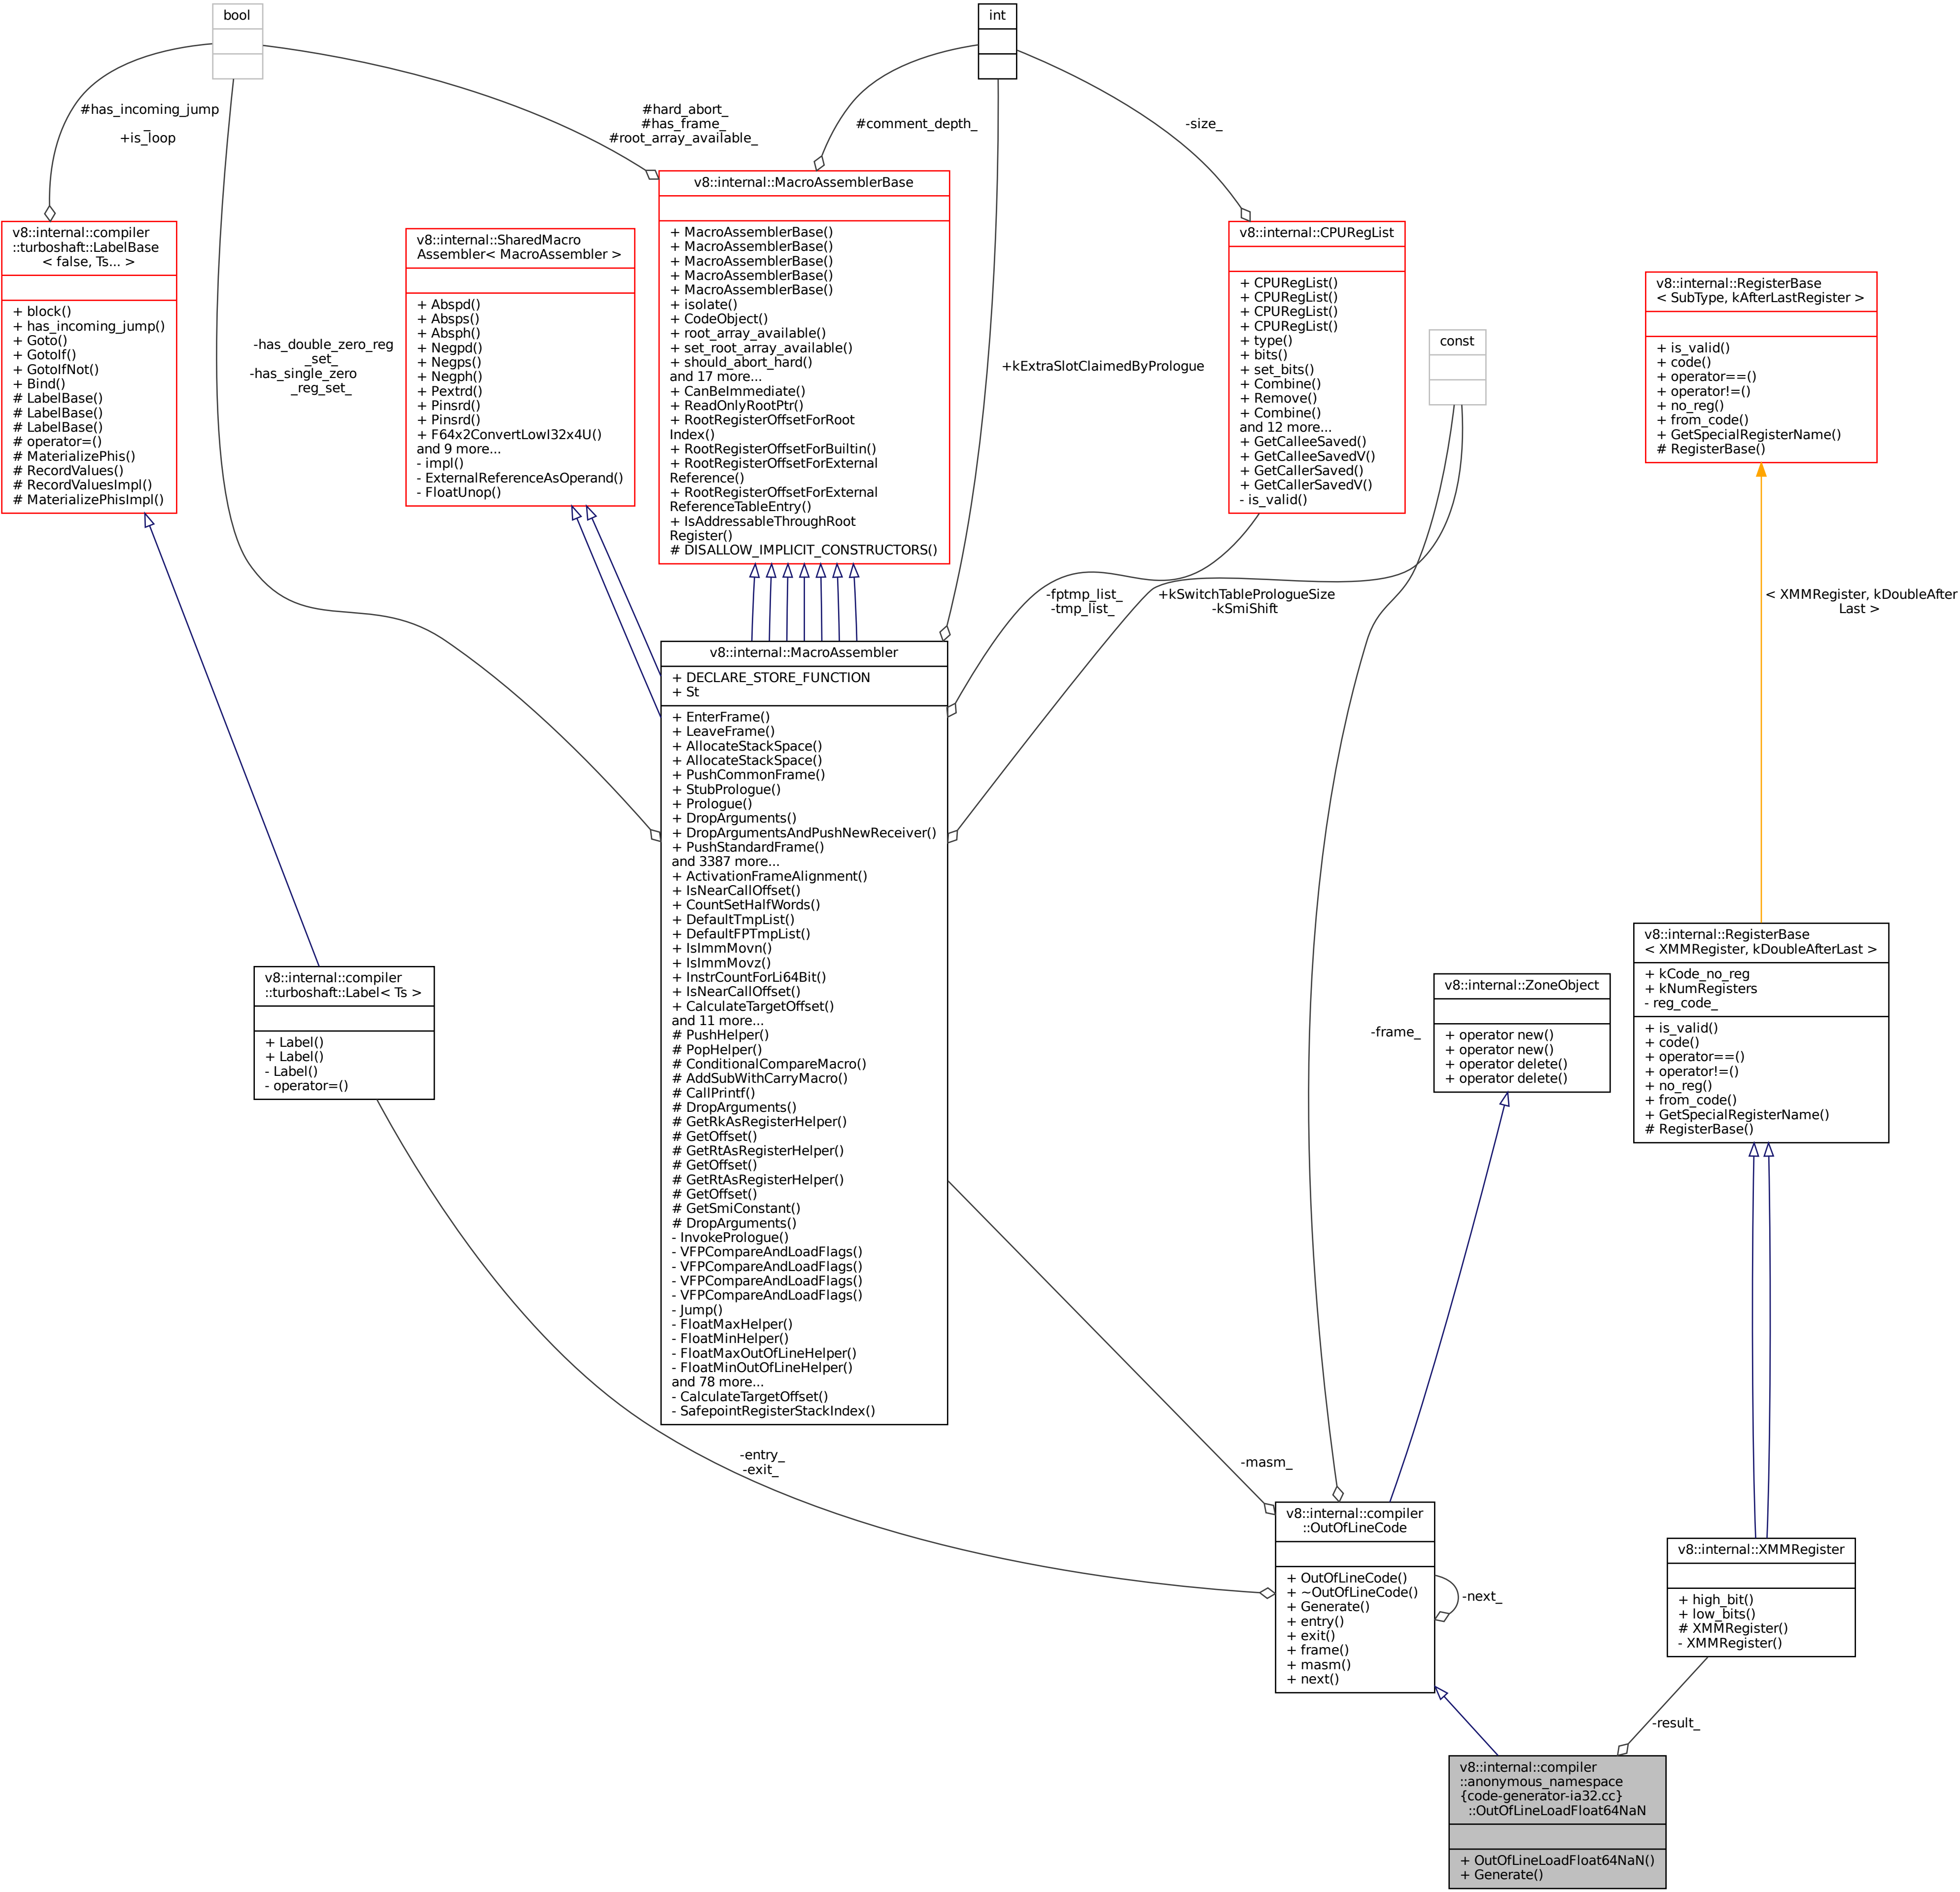 bool
int
#has_incoming_jump
_
+is_loop
#hard_abort_
#has_frame_
#root_array_available_
#comment_depth_
-size_
v8::internal::compiler
::turboshaft::LabelBase
< false, Ts... >
+ block()
+ has_incoming_jump()
+ Goto()
+ GotoIf()
+ GotoIfNot()
+ Bind()
# LabelBase()
# LabelBase()
# LabelBase()
# operator=()
# MaterializePhis()
# RecordValues()
# RecordValuesImpl()
# MaterializePhisImpl()
-has_double_zero_reg
_set_
-has_single_zero
_reg_set_
v8::internal::SharedMacro
Assembler< MacroAssembler >
+ Abspd()
+ Absps()
+ Absph()
+ Negpd()
+ Negps()
+ Negph()
+ Pextrd()
+ Pinsrd()
+ Pinsrd()
+ F64x2ConvertLowI32x4U()
and 9 more...
- impl()
- ExternalReferenceAsOperand()
- FloatUnop()
v8::internal::MacroAssemblerBase
+ MacroAssemblerBase()
+ MacroAssemblerBase()
+ MacroAssemblerBase()
+ MacroAssemblerBase()
+ MacroAssemblerBase()
+ isolate()
+ CodeObject()
+ root_array_available()
+ set_root_array_available()
+ should_abort_hard()
and 17 more...
+ CanBeImmediate()
+ ReadOnlyRootPtr()
+ RootRegisterOffsetForRoot
Index()
+ RootRegisterOffsetForBuiltin()
+ RootRegisterOffsetForExternal
Reference()
+ RootRegisterOffsetForExternal
ReferenceTableEntry()
+ IsAddressableThroughRoot
Register()
# DISALLOW_IMPLICIT_CONSTRUCTORS()
+kExtraSlotClaimedByPrologue
v8::internal::CPURegList
+ CPURegList()
+ CPURegList()
+ CPURegList()
+ CPURegList()
+ type()
+ bits()
+ set_bits()
+ Combine()
+ Remove()
+ Combine()
and 12 more...
+ GetCalleeSaved()
+ GetCalleeSavedV()
+ GetCallerSaved()
+ GetCallerSavedV()
- is_valid()
const
v8::internal::RegisterBase
< SubType, kAfterLastRegister >
+ is_valid()
+ code()
+ operator==()
+ operator!=()
+ no_reg()
+ from_code()
+ GetSpecialRegisterName()
# RegisterBase()
-fptmp_list_
-tmp_list_
+kSwitchTablePrologueSize
-kSmiShift
< XMMRegister, kDoubleAfter
Last >
v8::internal::MacroAssembler
+ DECLARE_STORE_FUNCTION
+ St
+ EnterFrame()
+ LeaveFrame()
+ AllocateStackSpace()
+ AllocateStackSpace()
+ PushCommonFrame()
+ StubPrologue()
+ Prologue()
+ DropArguments()
+ DropArgumentsAndPushNewReceiver()
+ PushStandardFrame()
and 3387 more...
+ ActivationFrameAlignment()
+ IsNearCallOffset()
+ CountSetHalfWords()
+ DefaultTmpList()
+ DefaultFPTmpList()
+ IsImmMovn()
+ IsImmMovz()
+ InstrCountForLi64Bit()
+ IsNearCallOffset()
+ CalculateTargetOffset()
and 11 more...
# PushHelper()
# PopHelper()
# ConditionalCompareMacro()
# AddSubWithCarryMacro()
# CallPrintf()
# DropArguments()
# GetRkAsRegisterHelper()
# GetOffset()
# GetRtAsRegisterHelper()
# GetOffset()
# GetRtAsRegisterHelper()
# GetOffset()
# GetSmiConstant()
# DropArguments()
- InvokePrologue()
- VFPCompareAndLoadFlags()
- VFPCompareAndLoadFlags()
- VFPCompareAndLoadFlags()
- VFPCompareAndLoadFlags()
- Jump()
- FloatMaxHelper()
- FloatMinHelper()
- FloatMaxOutOfLineHelper()
- FloatMinOutOfLineHelper()
and 78 more...
- CalculateTargetOffset()
- SafepointRegisterStackIndex()
v8::internal::compiler
::turboshaft::Label< Ts >
+ Label()
+ Label()
- Label()
- operator=()
-frame_
v8::internal::ZoneObject
+ operator new()
+ operator new()
+ operator delete()
+ operator delete()
v8::internal::RegisterBase
< XMMRegister, kDoubleAfterLast >
+ kCode_no_reg
+ kNumRegisters
- reg_code_
+ is_valid()
+ code()
+ operator==()
+ operator!=()
+ no_reg()
+ from_code()
+ GetSpecialRegisterName()
# RegisterBase()
-entry_
-exit_
-masm_
v8::internal::compiler
::OutOfLineCode
+ OutOfLineCode()
+ ~OutOfLineCode()
+ Generate()
+ entry()
+ exit()
+ frame()
+ masm()
+ next()
-next_
v8::internal::XMMRegister
+ high_bit()
+ low_bits()
# XMMRegister()
- XMMRegister()
-result_
v8::internal::compiler
::anonymous_namespace
{code-generator-ia32.cc}
::OutOfLineLoadFloat64NaN
+ OutOfLineLoadFloat64NaN()
+ Generate()